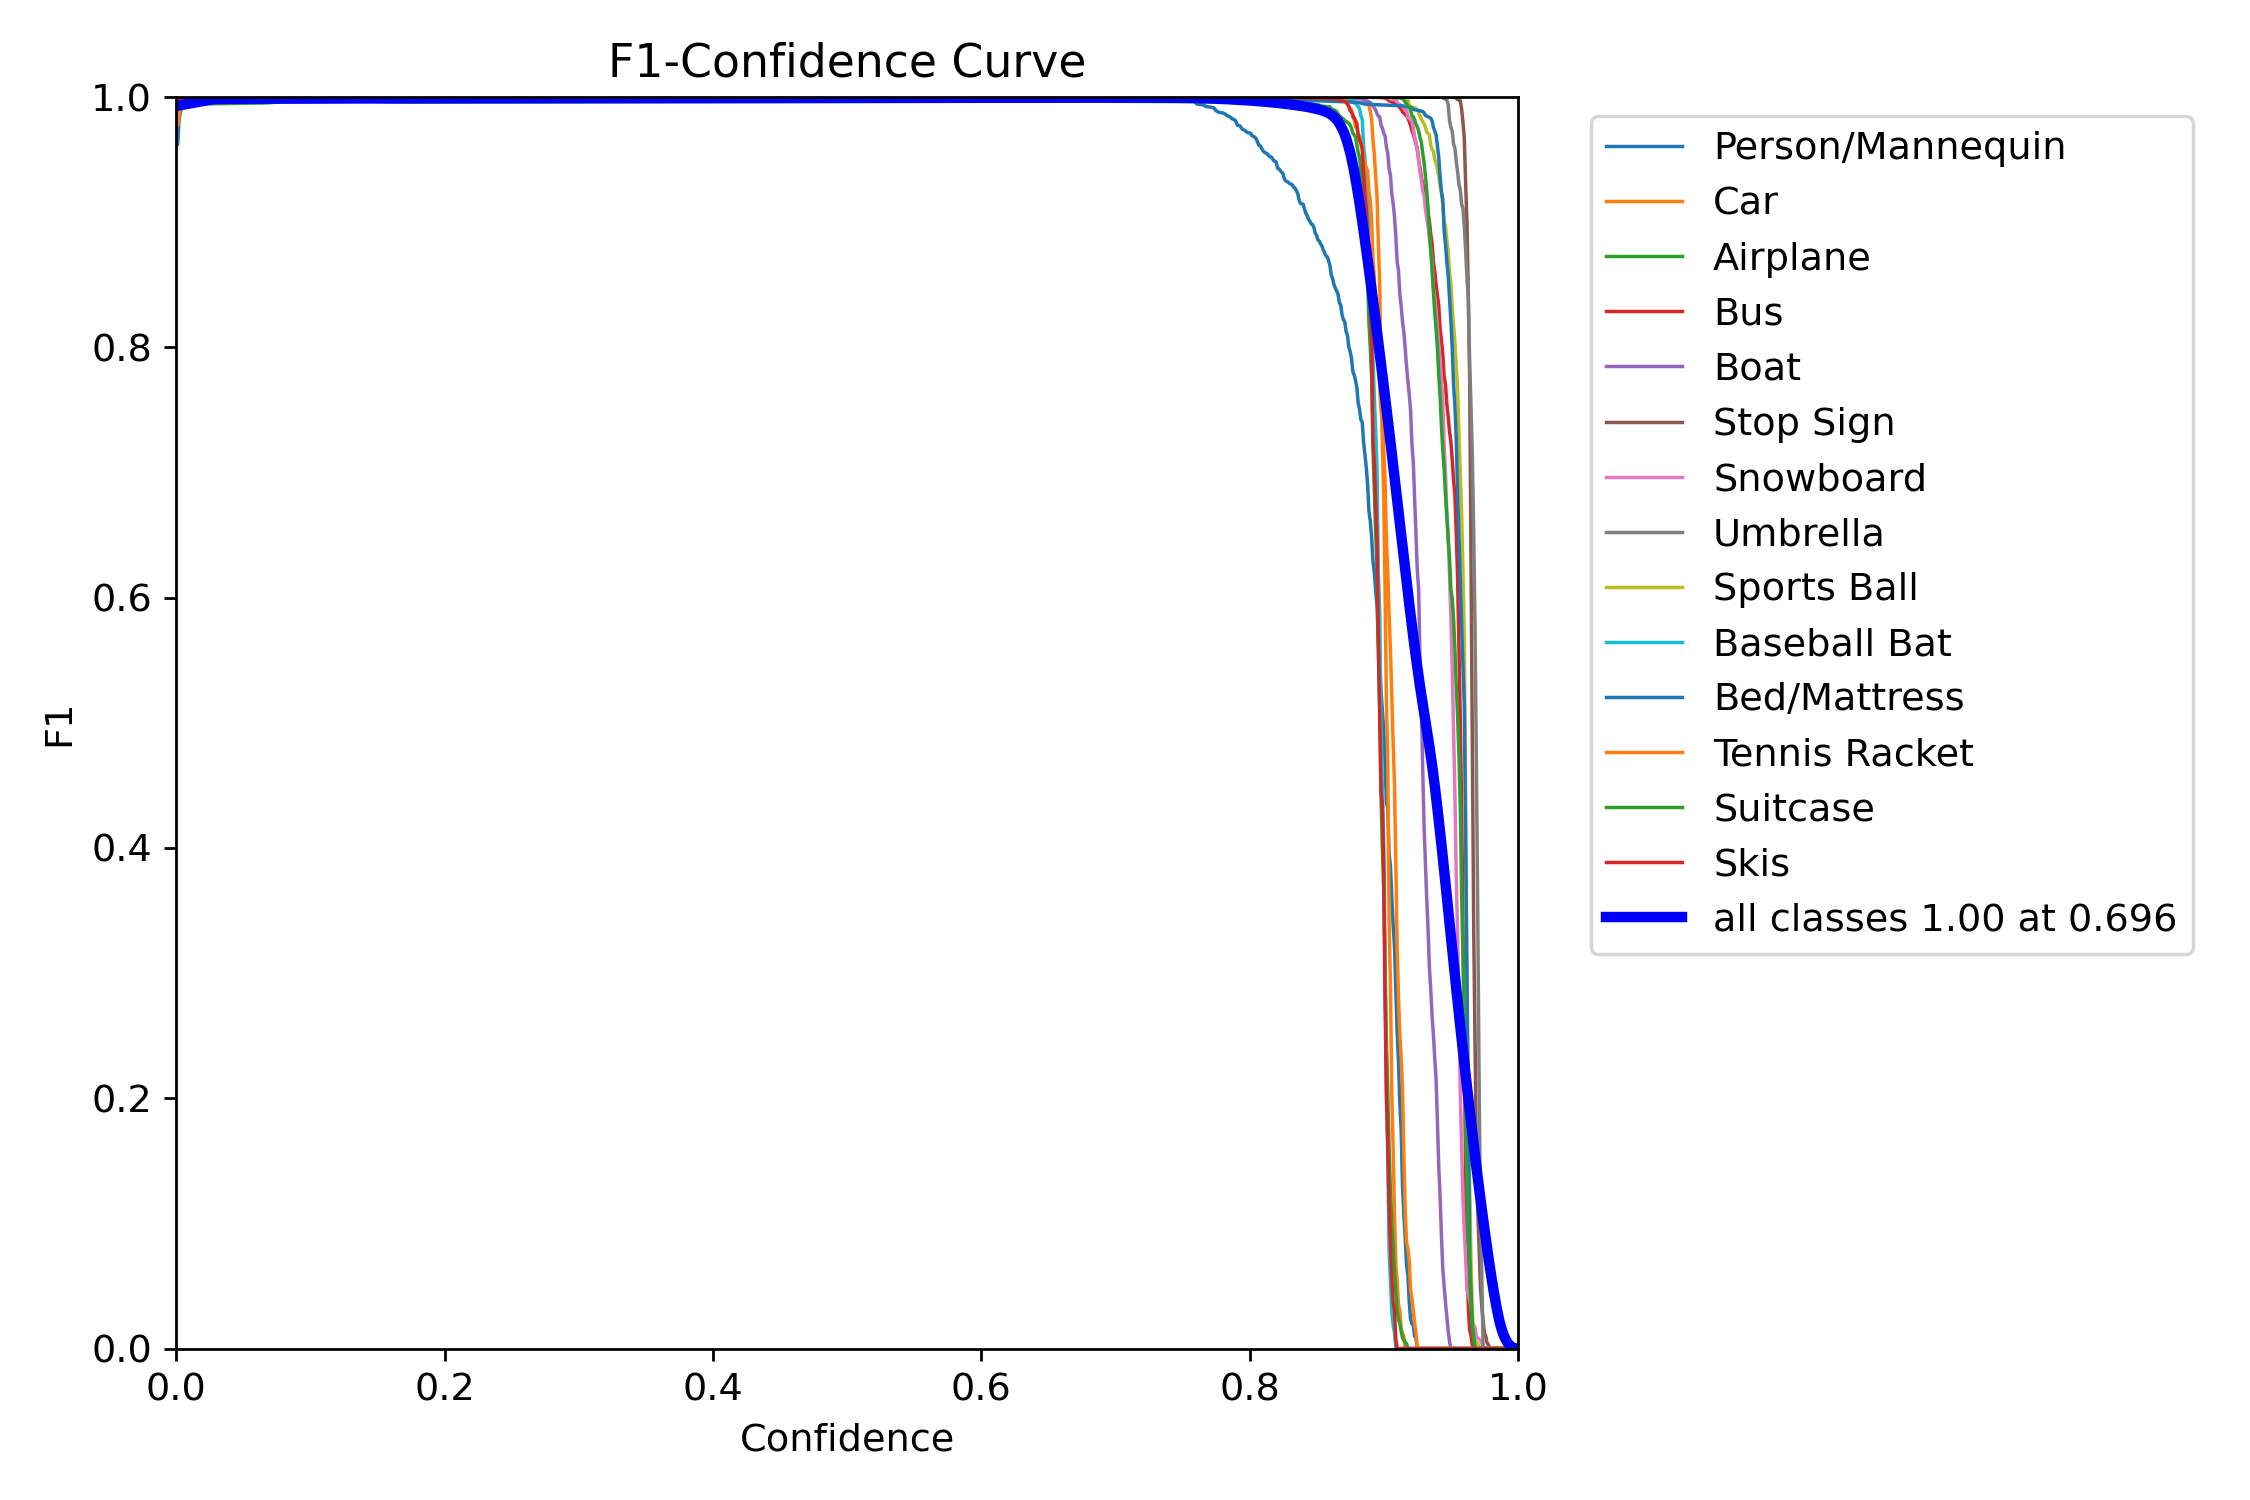 F1-Confidence Curve
1.0
0.8
0.6
0.4
0.2
0.0
F1
0.0 0.2 0.4 0.6 0.8 1.0
Confidence
Person/Mannequin
Car
Airplane
Bus
Boat
Stop Sign
Snowboard
Umbrella
Sports Ball
Baseball Bat
Bed/Mattress
Tennis Racket
Suitcase
Skis
all classes 1.00 at 0.696